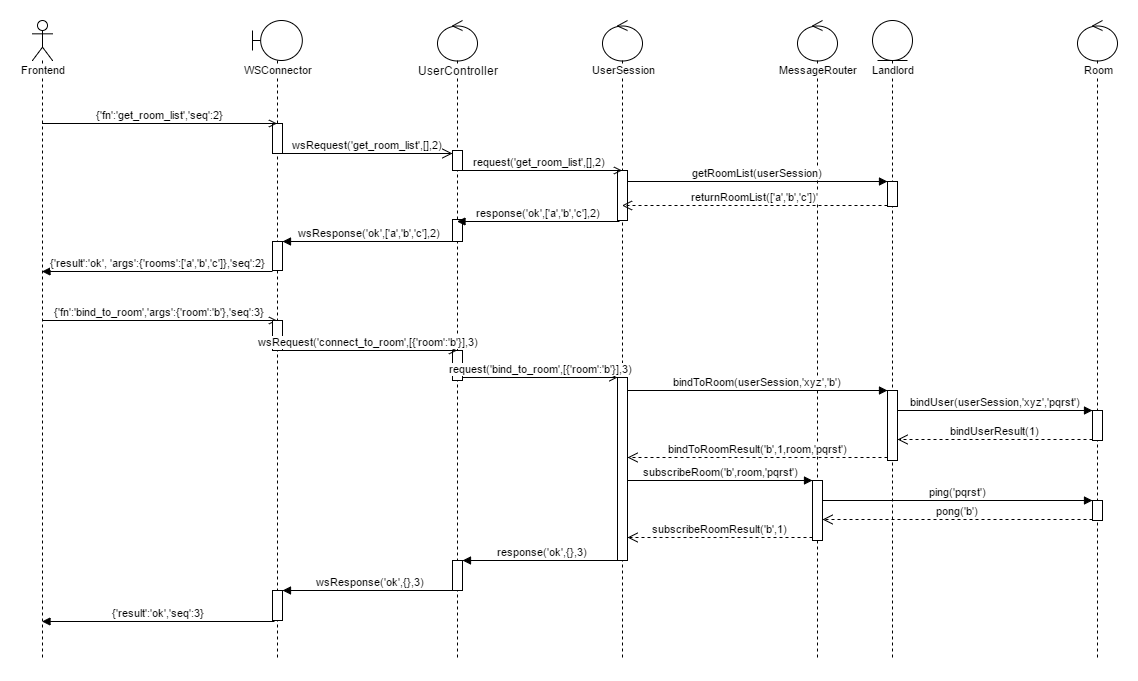 Frontend
WSConnector
UserController
UserSession
MessageRouter
Landlord
Room
{'fn':'get_room_list','seq':2}
wsRequest('get_room_list',[],2)
request('get_room_list',[],2)
getRoomList(userSession)
returnRoomList(['a','b','c'])'
response('ok',['a','b','c'],2)
wsResponse('ok',['a','b','c'],2)
{'result':'ok', 'args':{'rooms':['a','b','c']},'seq':2}
{'fn':'bind_to_room','args':{'room':'b'},'seq':3}
wsRequest('connect_to_room',[{'room':'b'}],3)
request('bind_to_room',[{'room':'b'}],3)
bindToRoom(userSession,'xyz','b')
bindUser(userSession,'xyz','pqrst')
bindUserResult(1)
bindToRoomResult('b',1,room,'pqrst')
subscribeRoom('b',room,'pqrst')
ping('pqrst')
pong('b')
subscribeRoomResult('b',1)
response('ok',{},3)
wsResponse('ok',{},3)
{'result':'ok','seq':3}